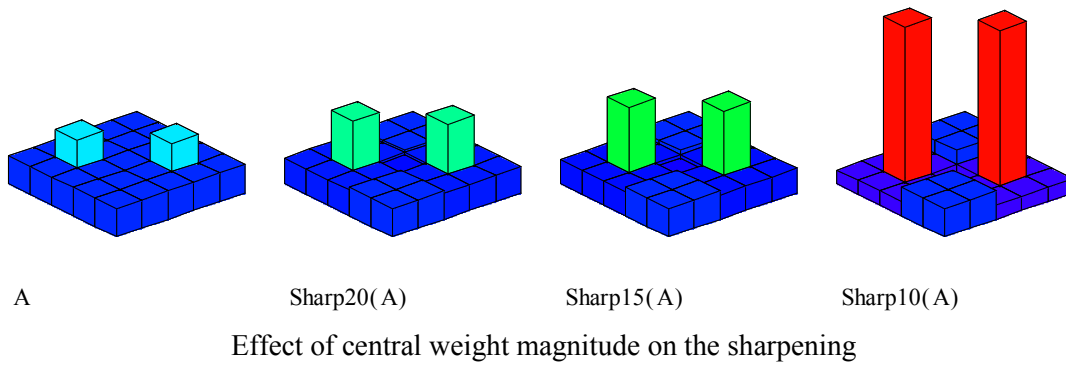 A
Sharp20( A)
Sharp15( A)
Sharp10( A)
Effect of central weight magnitude on the sharpening